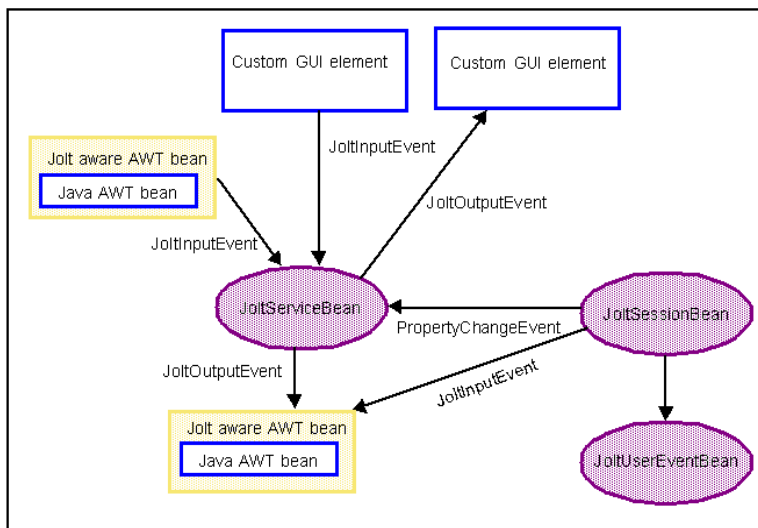 Custom GUI element
Custom GUI element
JoltInputEvent
Jolt aware AWT bean
Java AWT bean
JoltOutputEvent
JoltInputEvent
JoltServiceBean
JoltSessionBean
PropertyChangeEvent
JoltOutputEvent
JoltInputEvent
Jolt aware AWT bean
Java AWT bean
JoltUserEventBean